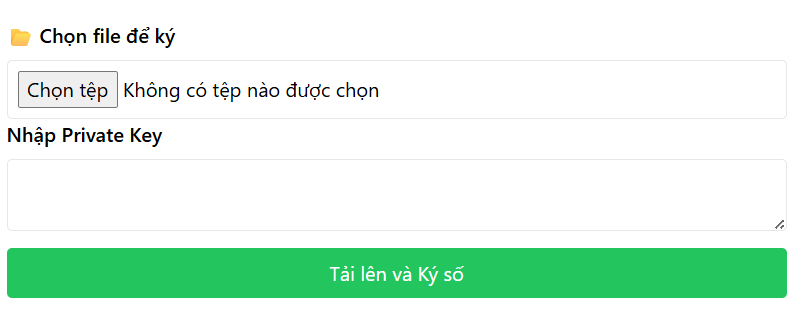 Chọn file để ký
Chọn tệp Không có tệp nào được chọn
Nhập Private Key
Tải lên và Ký số